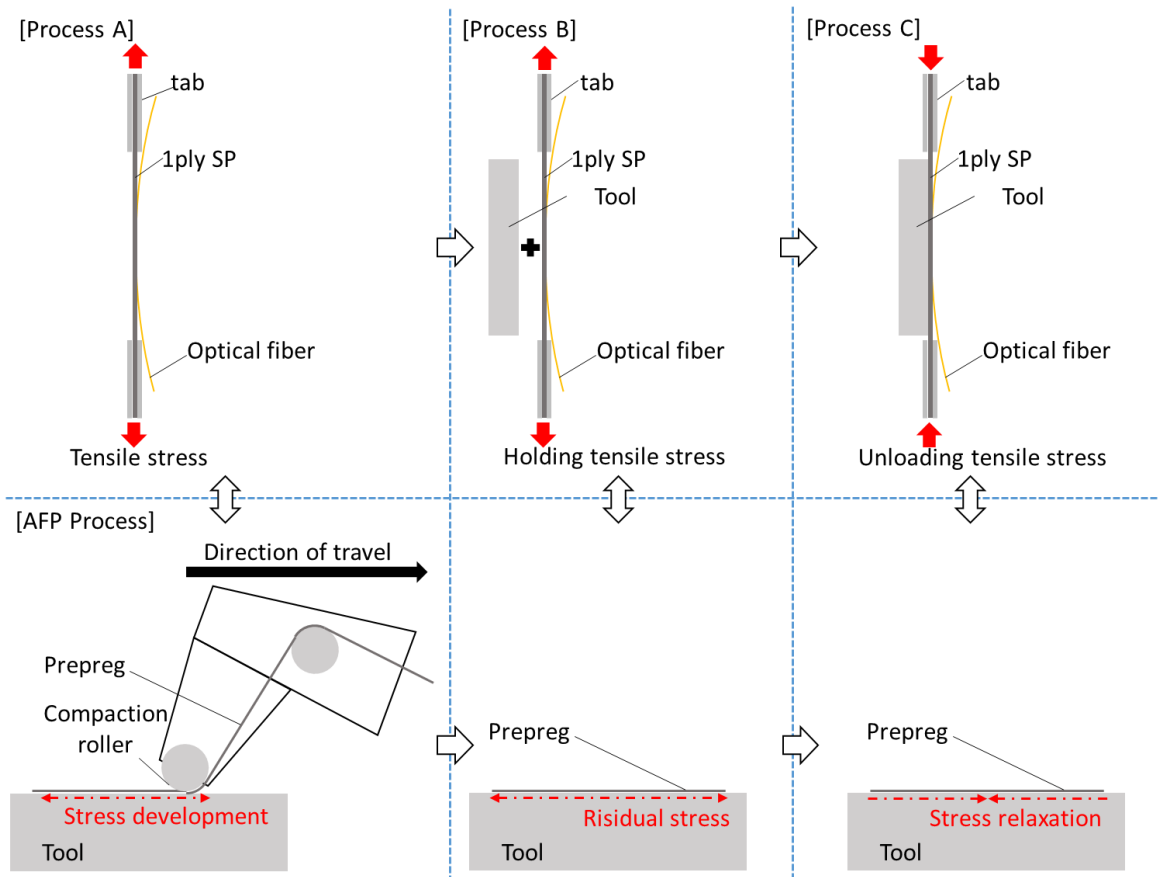 [Process A]
tab
1ply SP
Optical fiber
Tensile stress
[Process B]
tab
1ply SP
Tool
Optical fiber
Holding tensile stress
[Process C]
tab
1ply SP
Tool
Optical fiber
Unloading tensile stress
[AFP Process]
Direction of travel
Prepreg
Compaction
roller
Stress development
Tool
Prepreg
Risidual stress
Tool
Prepreg
Stress relaxation
Tool